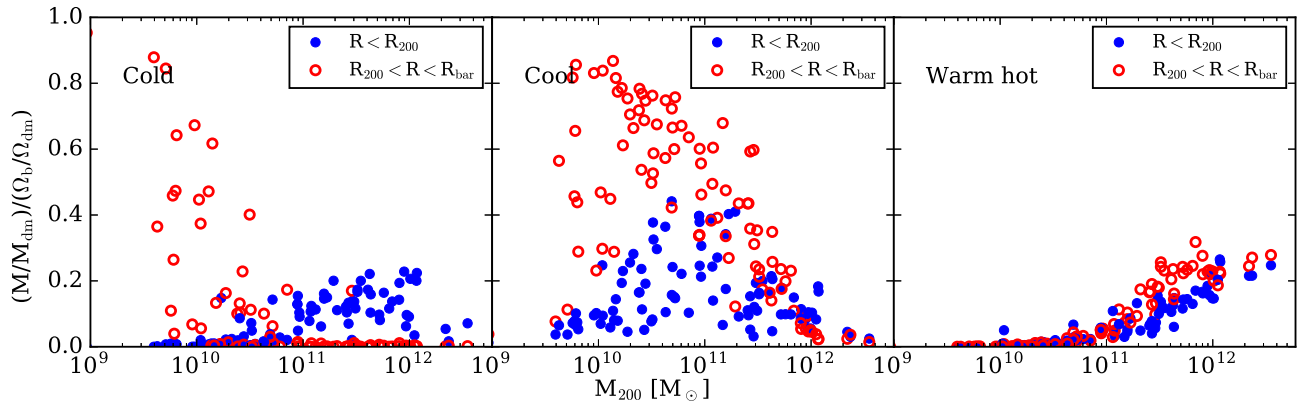 (M/M_dm)/(Ω_b/Ω_dm)
1.0
0.8
0.6
0.4
0.2
0.0
Cold
R < R_200
R_200 < R < R_bar
Cool
R < R_200
R_200 < R < R_bar
Warm hot
R < R_200
R_200 < R < R_bar
10^9 10^10 10^11 10^12 10^9 10^10 10^11 10^12 10^9 10^10 10^11 10^12
M_200 [M_⊙]